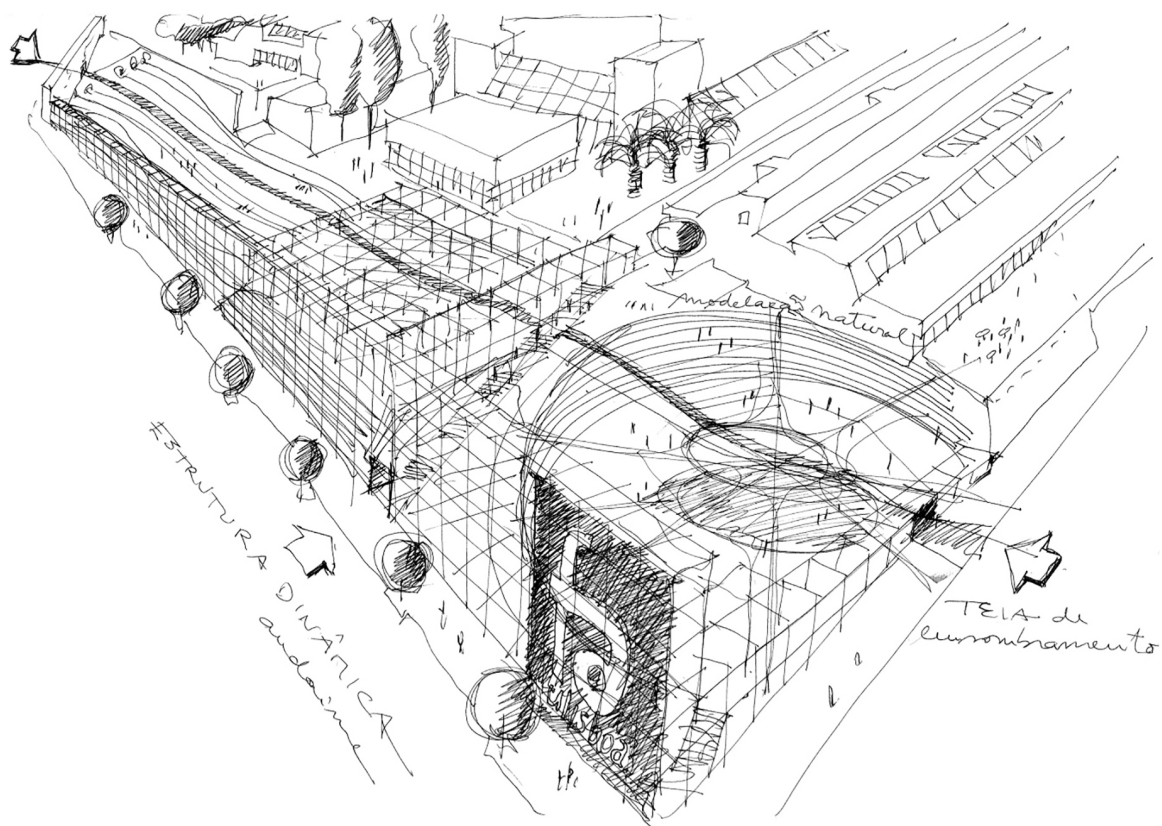 modelação natural
ESTRUTURA DINÂMICA
andaime
TEIA de
ensombramento